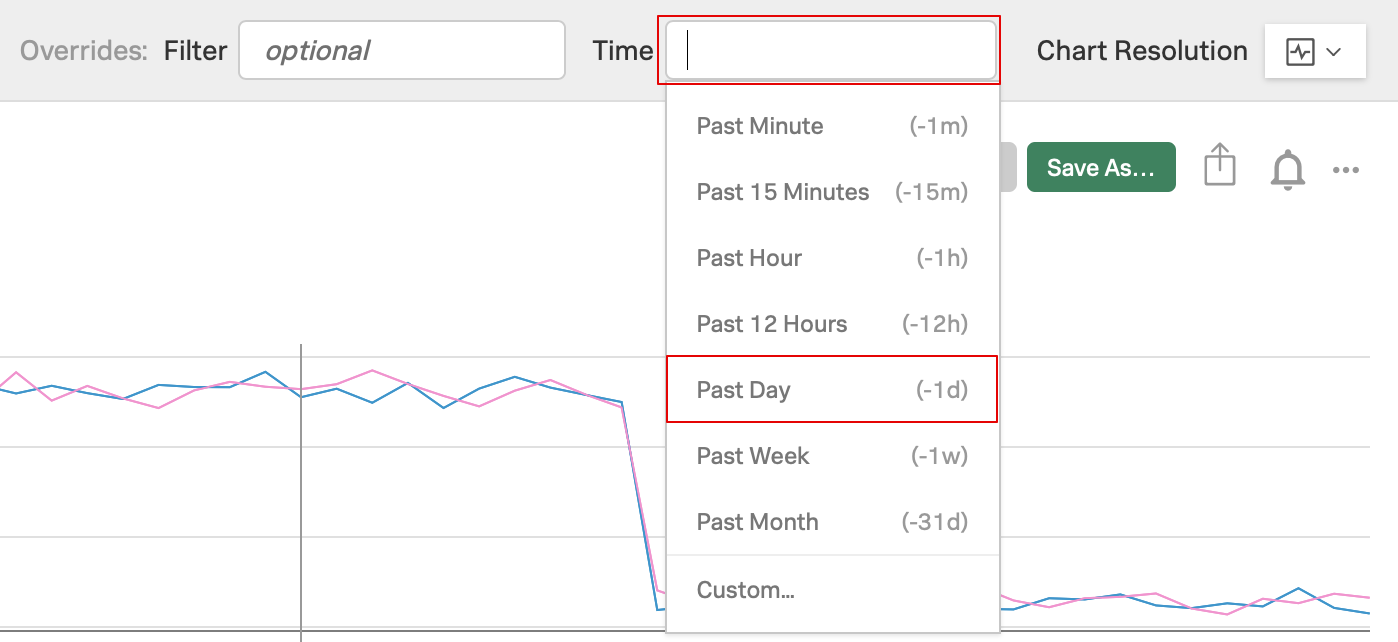 Overrides: Filter optional Time Chart Resolution
Past Minute (-1m)
Save As...
Past 15 Minutes (-15m)
Past Hour (-1h)
Past 12 Hours (-12h)
Past Day (-1d)
Past Week (-1w)
Past Month (-31d)
Custom...